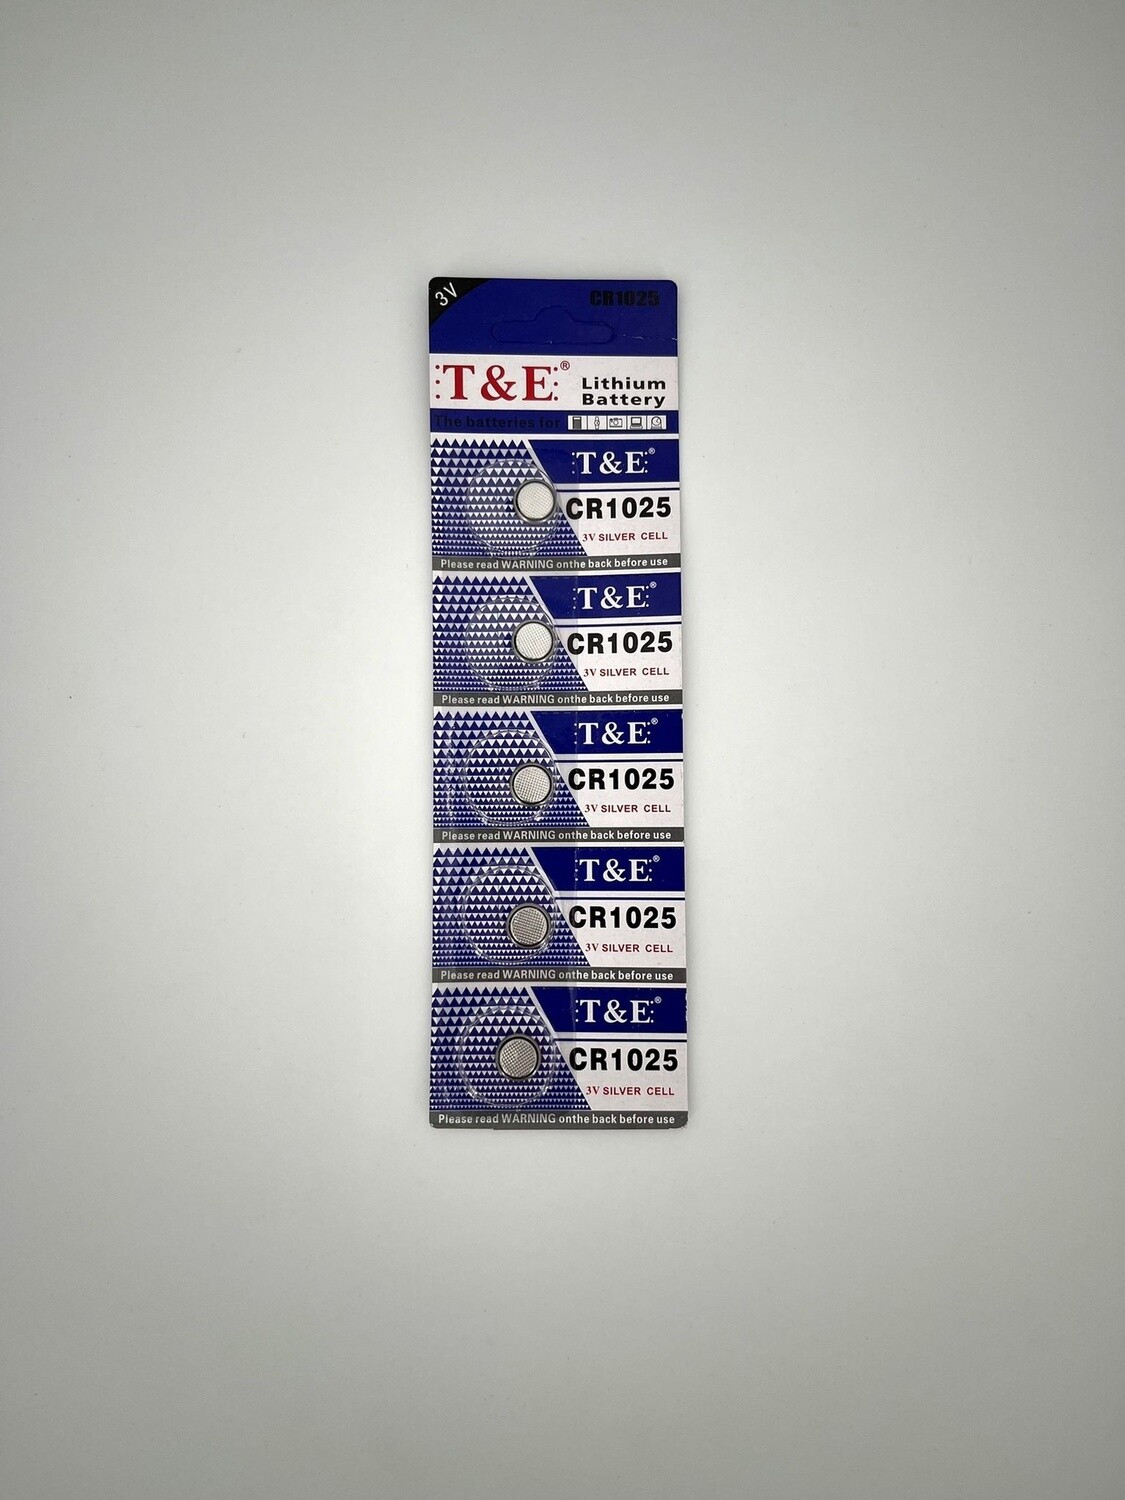 3V
CR1025
T&E®
Lithium
Battery
The batteries for
T&E®
CR1025
3V SILVER CELL
Please read WARNING onthe back before use
T&E®
CR1025
3V SILVER CELL
Please read WARNING onthe back before use
T&E®
CR1025
3V SILVER CELL
Please read WARNING onthe back before use
T&E®
CR1025
3V SILVER CELL
Please read WARNING onthe back before use
T&E®
CR1025
3V SILVER CELL
Please read WARNING onthe back before use